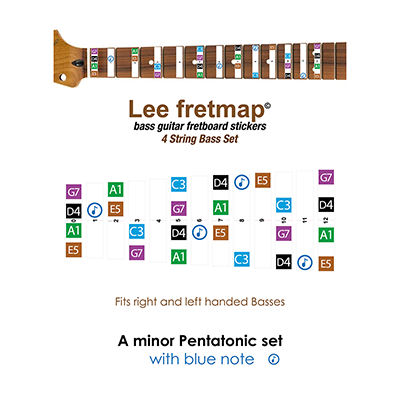 Lee fretmap©
bass guitar fretboard stickers
4 String Bass Set
G7 A1 C3 D4 E5 G7
D4 E5 G7 A1 C3 D4
0 1 2 3 4 5 6 7 8 9 10 11 12
A1 C3 D4 E5 G7 A1
E5 G7 A1 C3 D4 E5
Fits right and left handed Basses
A minor Pentatonic set
with blue note